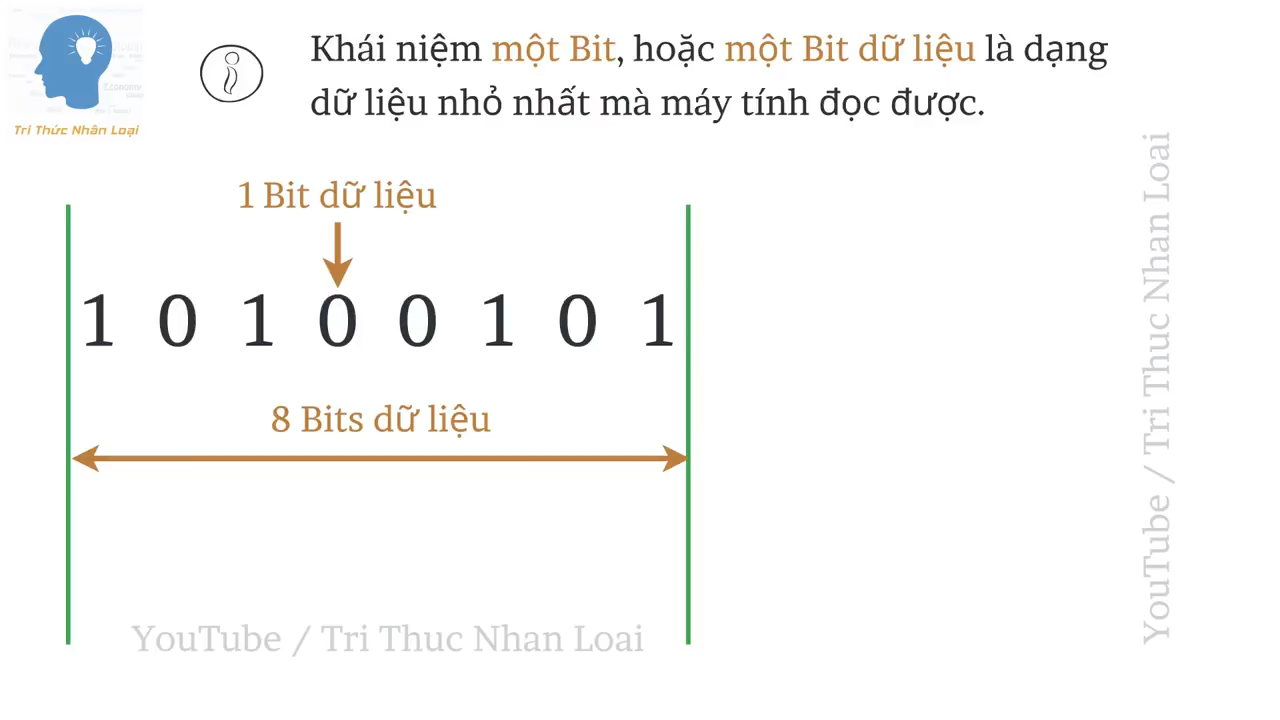 Khái niệm một Bit, hoặc một Bit dữ liệu là dạng
dữ liệu nhỏ nhất mà máy tính đọc được.
Tri Thức Nhân Loại
1 Bit dữ liệu
1 0 1 0 0 1 0 1
8 Bits dữ liệu
YouTube / Tri Thuc Nhan Loai
YouTube / Tri Thuc Nhan Loai